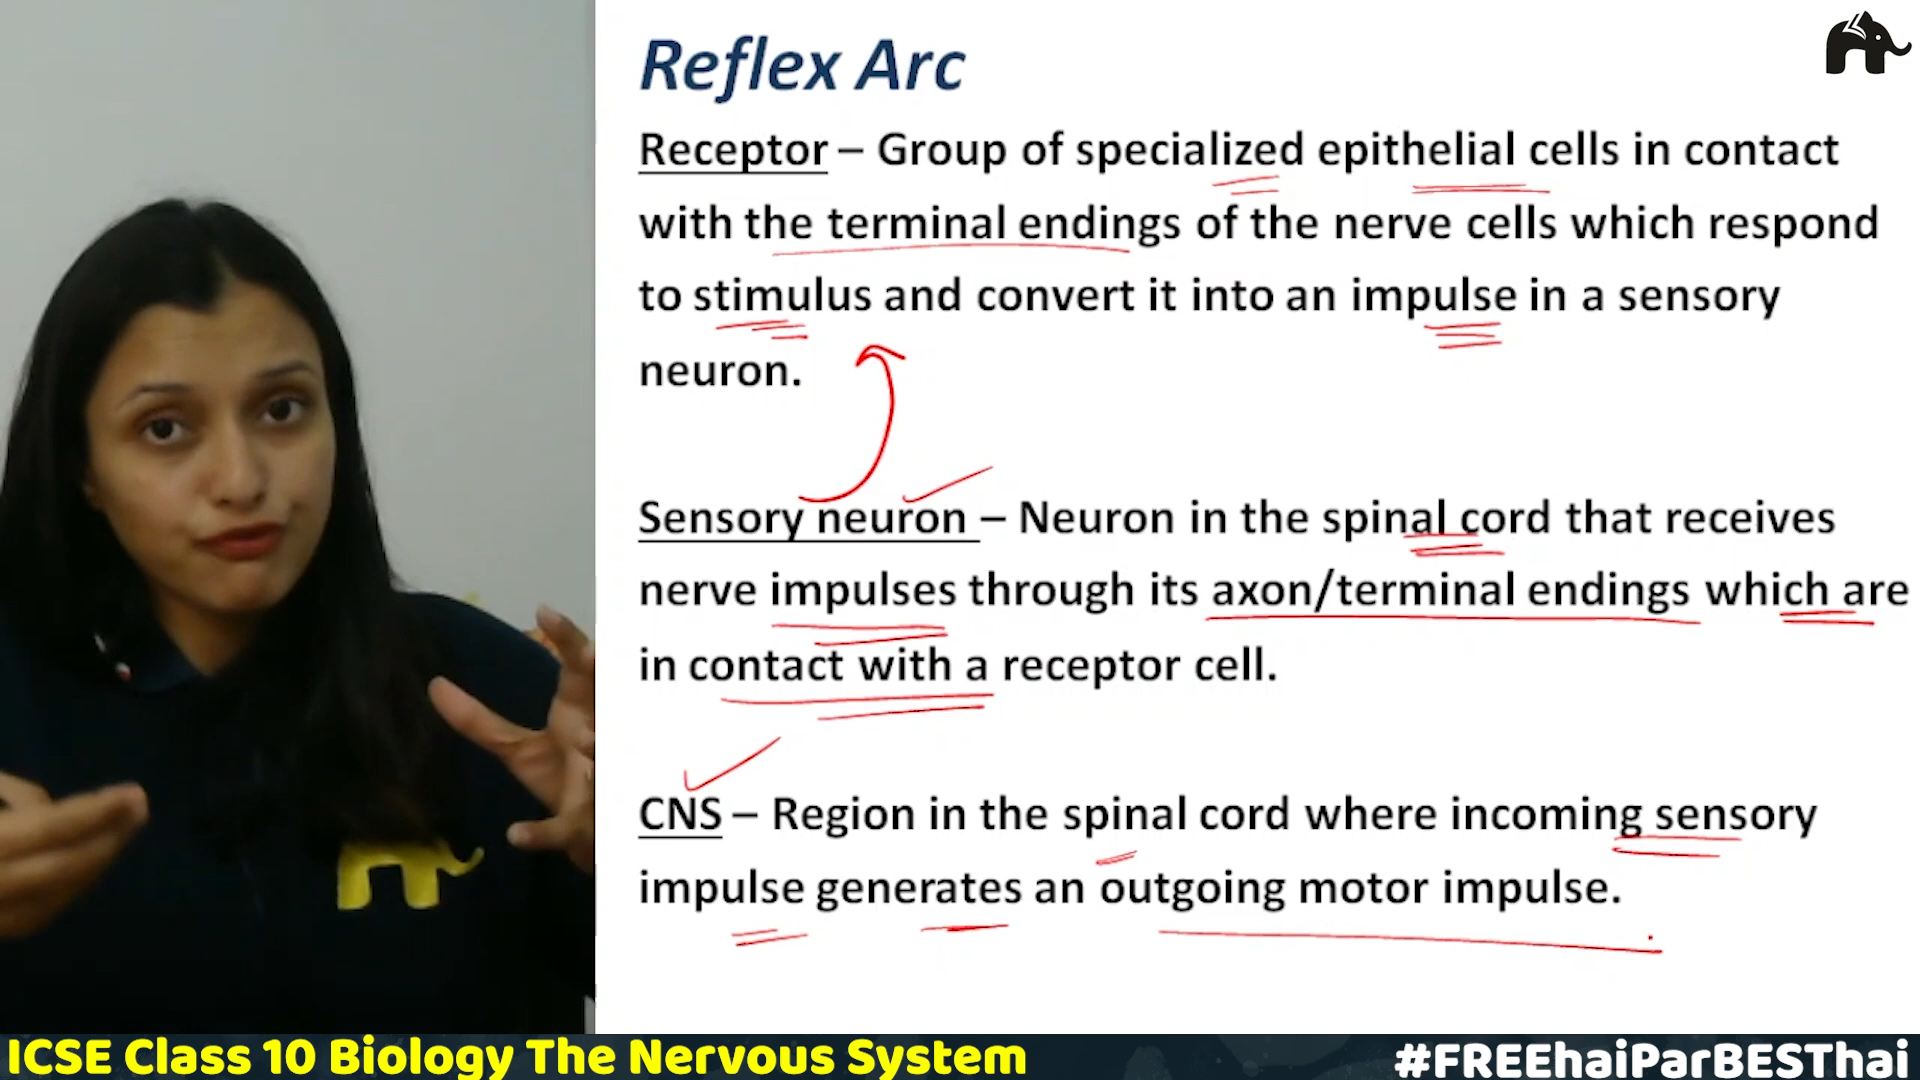 Reflex Arc
Receptor – Group of specialized epithelial cells in contact
with the terminal endings of the nerve cells which respond
to stimulus and convert it into an impulse in a sensory
neuron.
Sensory neuron – Neuron in the spinal cord that receives
nerve impulses through its axon/terminal endings which are
in contact with a receptor cell.
CNS – Region in the spinal cord where incoming sensory
impulse generates an outgoing motor impulse.
ICSE Class 10 Biology The Nervous System
#FREEhaiParBESThai